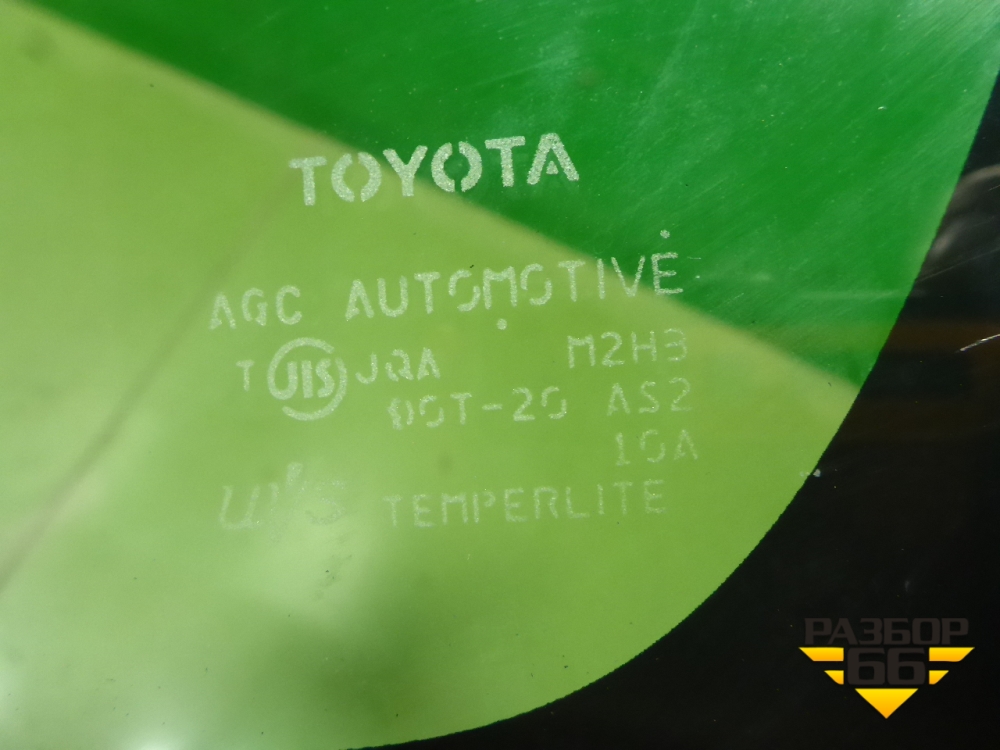 TOYOTA
AGC AUTOMOTIVE
T JIS JQA M2H3
DOT-20 AS2
10A
TEMPERLITE
РАЗБОР
66